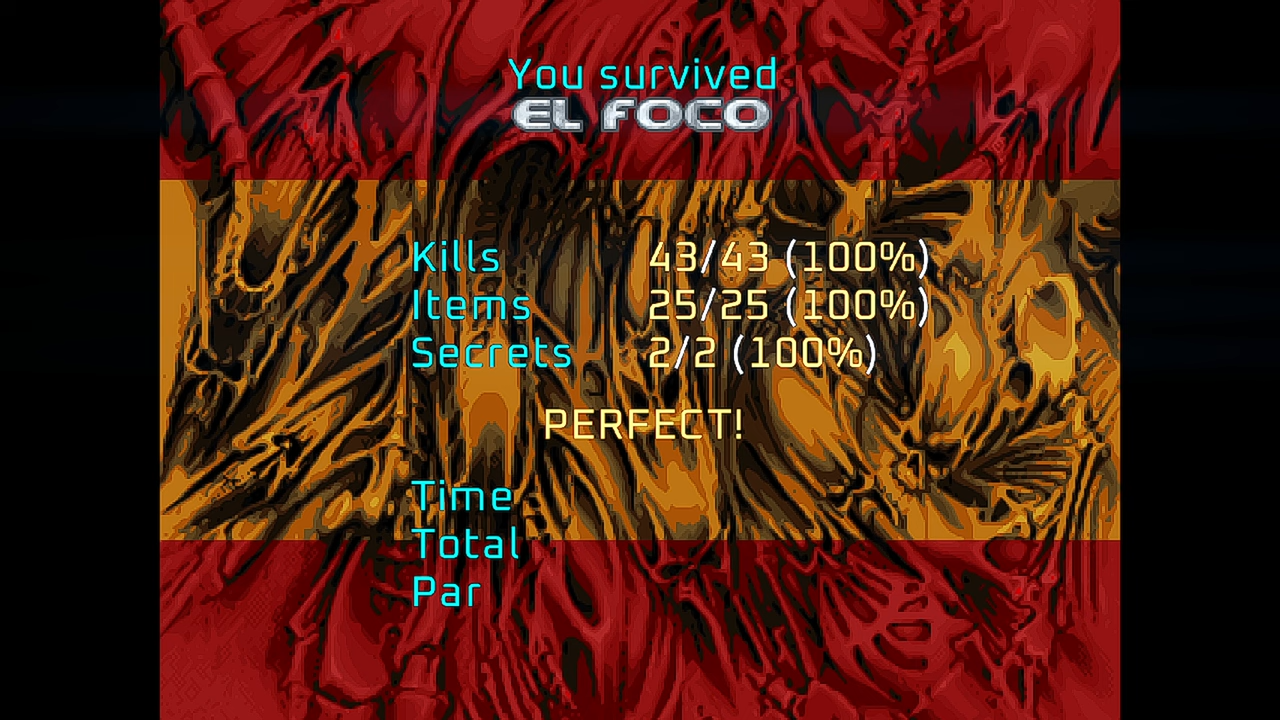 You survived
EL FOCO
Kills 43/43 (100%)
Items 25/25 (100%)
Secrets 2/2 (100%)
PERFECT!
Time
Total
Par